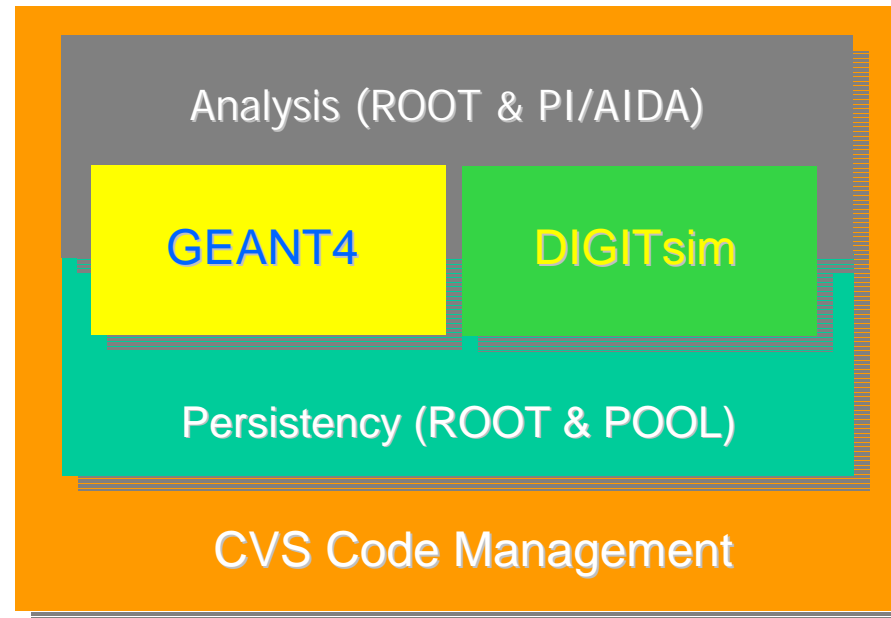 Analysis (ROOT & PI/AIDA)
GEANT4
DIGITsim
Persistency (ROOT & POOL)
CVS Code Management